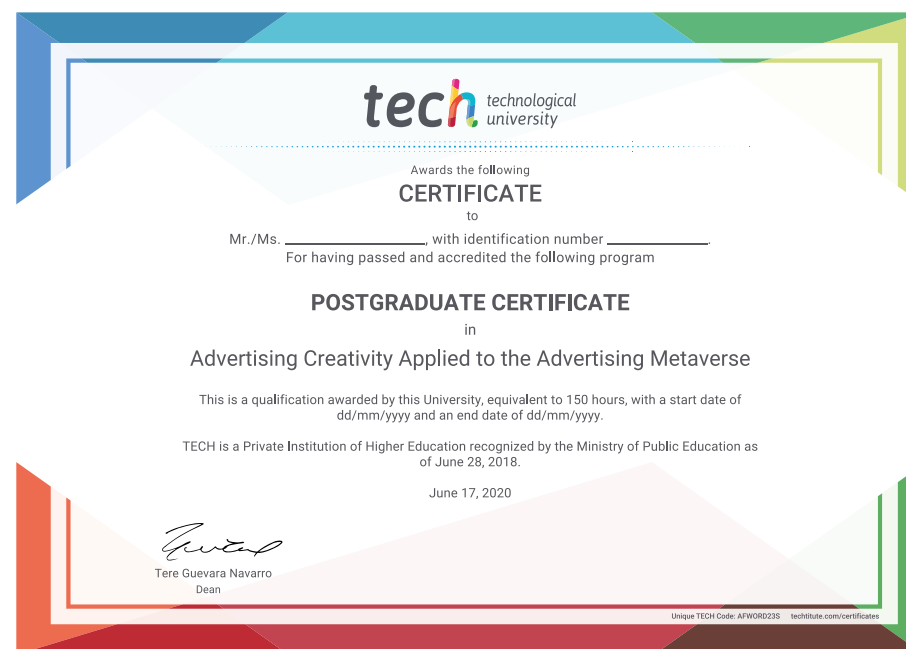 tech technological
university
Awards the following
CERTIFICATE
to
Mr./Ms. ____________________, with identification number ______________.
For having passed and accredited the following program
POSTGRADUATE CERTIFICATE
in
Advertising Creativity Applied to the Advertising Metaverse
This is a qualification awarded by this University, equivalent to 150 hours, with a start date of
dd/mm/yyyy and an end date of dd/mm/yyyy.
TECH is a Private Institution of Higher Education recognized by the Ministry of Public Education as
of June 28, 2018.
June 17, 2020
Tere Guevara Navarro
Dean
Unique TECH Code: AFWORD23S techtitute.com/certificates